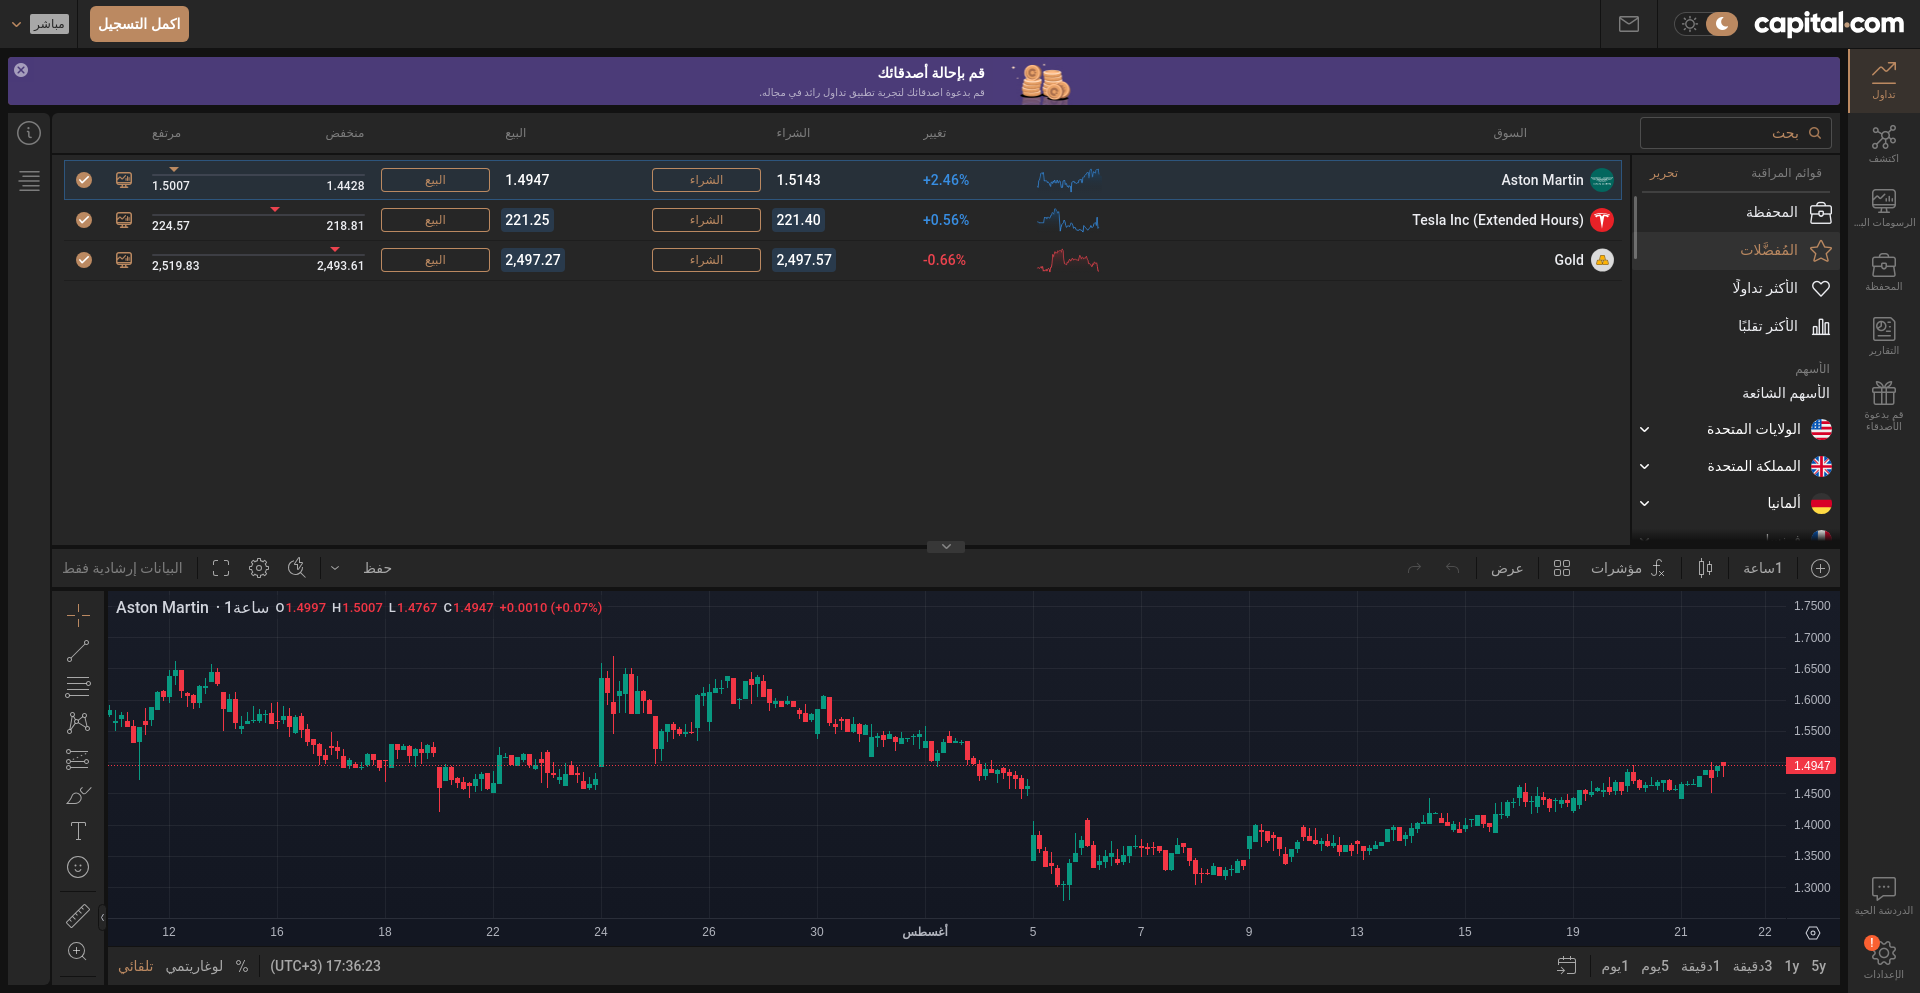 capital.com
اكمل التسجيل
مباشر
قم بإحالة أصدقائك
قم بدعوة اصدقائك لتجربة تطبيق تداول رائد في مجاله.
تداول
اكتشف
الرسومات البـ...
المحفظة
التقارير
قم بدعوة
الأصدقاء
الدردشة الحية
!
الإعدادات
بحث
قوائم المراقبة تحرير
المحفظة
المُفضَّلات
الأكثر تداولًا
الأكثر تقلبًا
الأسهم
الأسهم الشائعة
الولايات المتحدة
المملكة المتحدة
ألمانيا
السوق تغيير الشراء البيع منخفض مرتفع
Aston Martin +2.46% 1.5143 الشراء 1.4947 البيع 1.4428 1.5007
Tesla Inc (Extended Hours) +0.56% 221.40 الشراء 221.25 البيع 218.81 224.57
Gold -0.66% 2,497.57 الشراء 2,497.27 البيع 2,493.61 2,519.83
1ساعة مؤشرات عرض حفظ البيانات إرشادية فقط
Aston Martin · 1ساعة O1.4997 H1.5007 L1.4767 C1.4947 +0.0010 (+0.07%)
1.7500
1.7000
1.6500
1.6000
1.5500
1.4947
1.4500
1.4000
1.3500
1.3000
12 16 18 22 24 26 30 أغسطس 5 7 9 13 15 19 21 22
تلقائي لوغاريتمي % 17:36:23 (UTC+3)
5y 1y 3دقيقة 1دقيقة 5يوم 1يوم